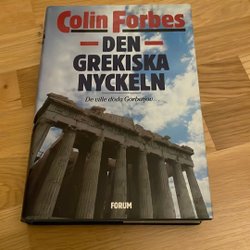 Colin Forbes
DEN
GREKISKA
NYCKELN
De ville döda Gorbatjov...
FORUM